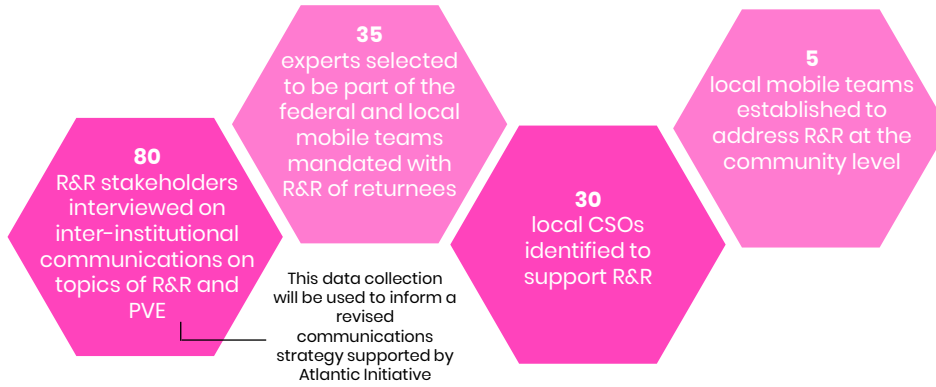 80
R&R stakeholders
interviewed on
inter-institutional
communications on
topics of R&R and
PVE
This data collection
will be used to inform a
revised
communications
strategy supported by
Atlantic Initiative
35
experts selected
to be part of the
federal and local
mobile teams
mandated with
R&R of returnees
30
local CSOs
identified to
support R&R
5
local mobile teams
established to
address R&R at the
community level